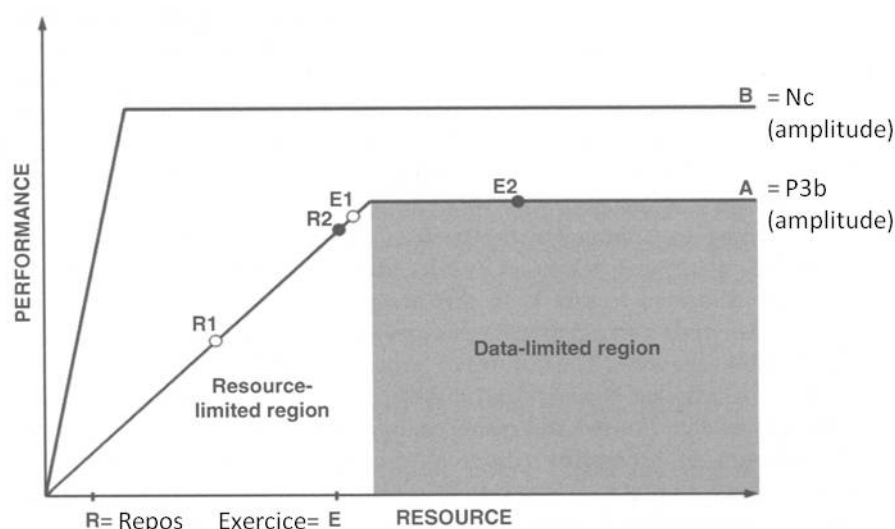 B = Nc
(amplitude)
PERFORMANCE
E1
E2
A = P3b
(amplitude)
R2
R1
Data-limited region
Resource-
limited region
R= Repos Exercice= E RESOURCE